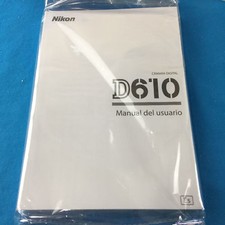 Nikon
CÁMARA DIGITAL
D610
Manual del usuario
Es